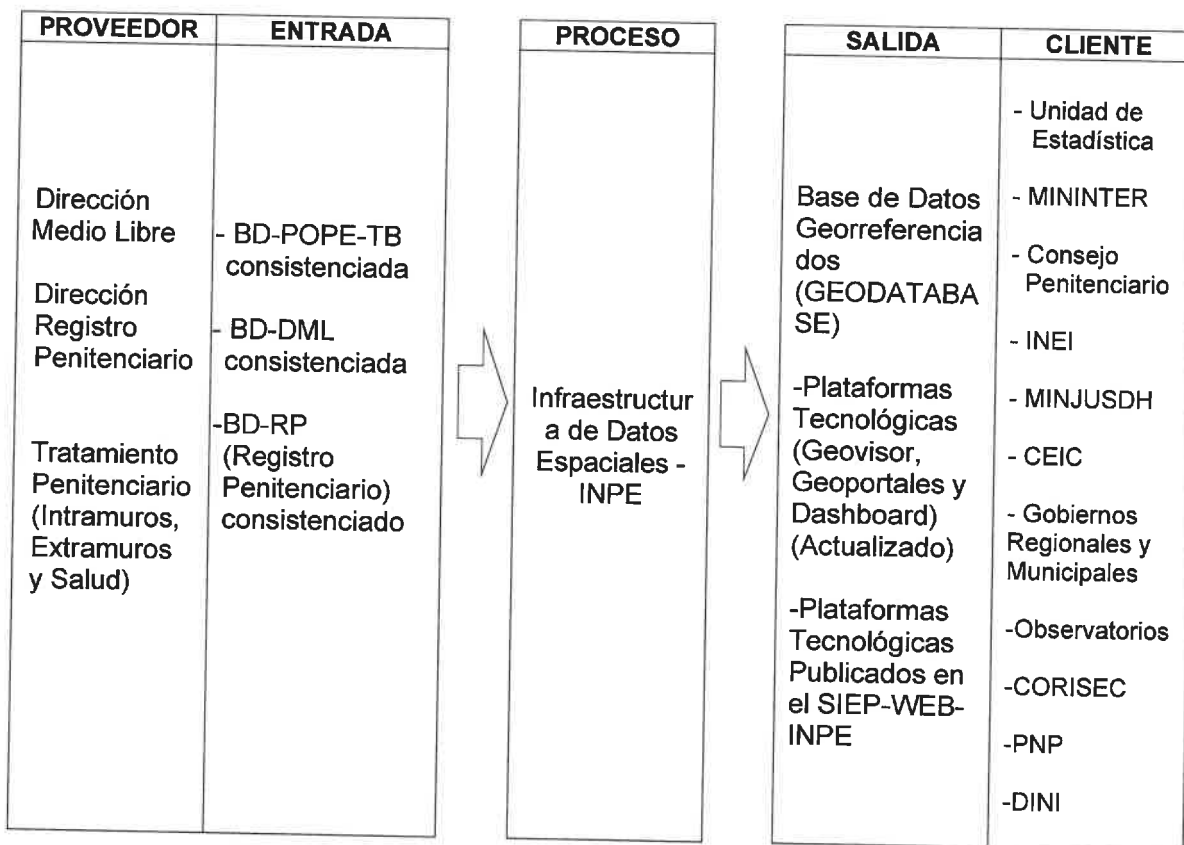 PROVEEDOR
Dirección
Medio Libre
Dirección
Registro
Penitenciario
Tratamiento
Penitenciario
(Intramuros,
Extramuros
y Salud)
ENTRADA
- BD-POPE-TB
consistenciada
- BD-DML
consistenciada
-BD-RP
(Registro
Penitenciario)
consistenciado
PROCESO
Infraestructur
a de Datos
Espaciales -
INPE
SALIDA
Base de Datos
Georreferencia
dos
(GEODATABA
SE)
-Plataformas
Tecnológicas
(Geovisor,
Geoportales y
Dashboard)
(Actualizado)
-Plataformas
Tecnológicas
Publicados en
el SIEP-WEB-
INPE
CLIENTE
- Unidad de
Estadística
- MININTER
- Consejo
Penitenciario
- INEI
- MINJUSDH
- CEIC
- Gobiernos
Regionales y
Municipales
-Observatorios
-CORISEC
-PNP
-DINI